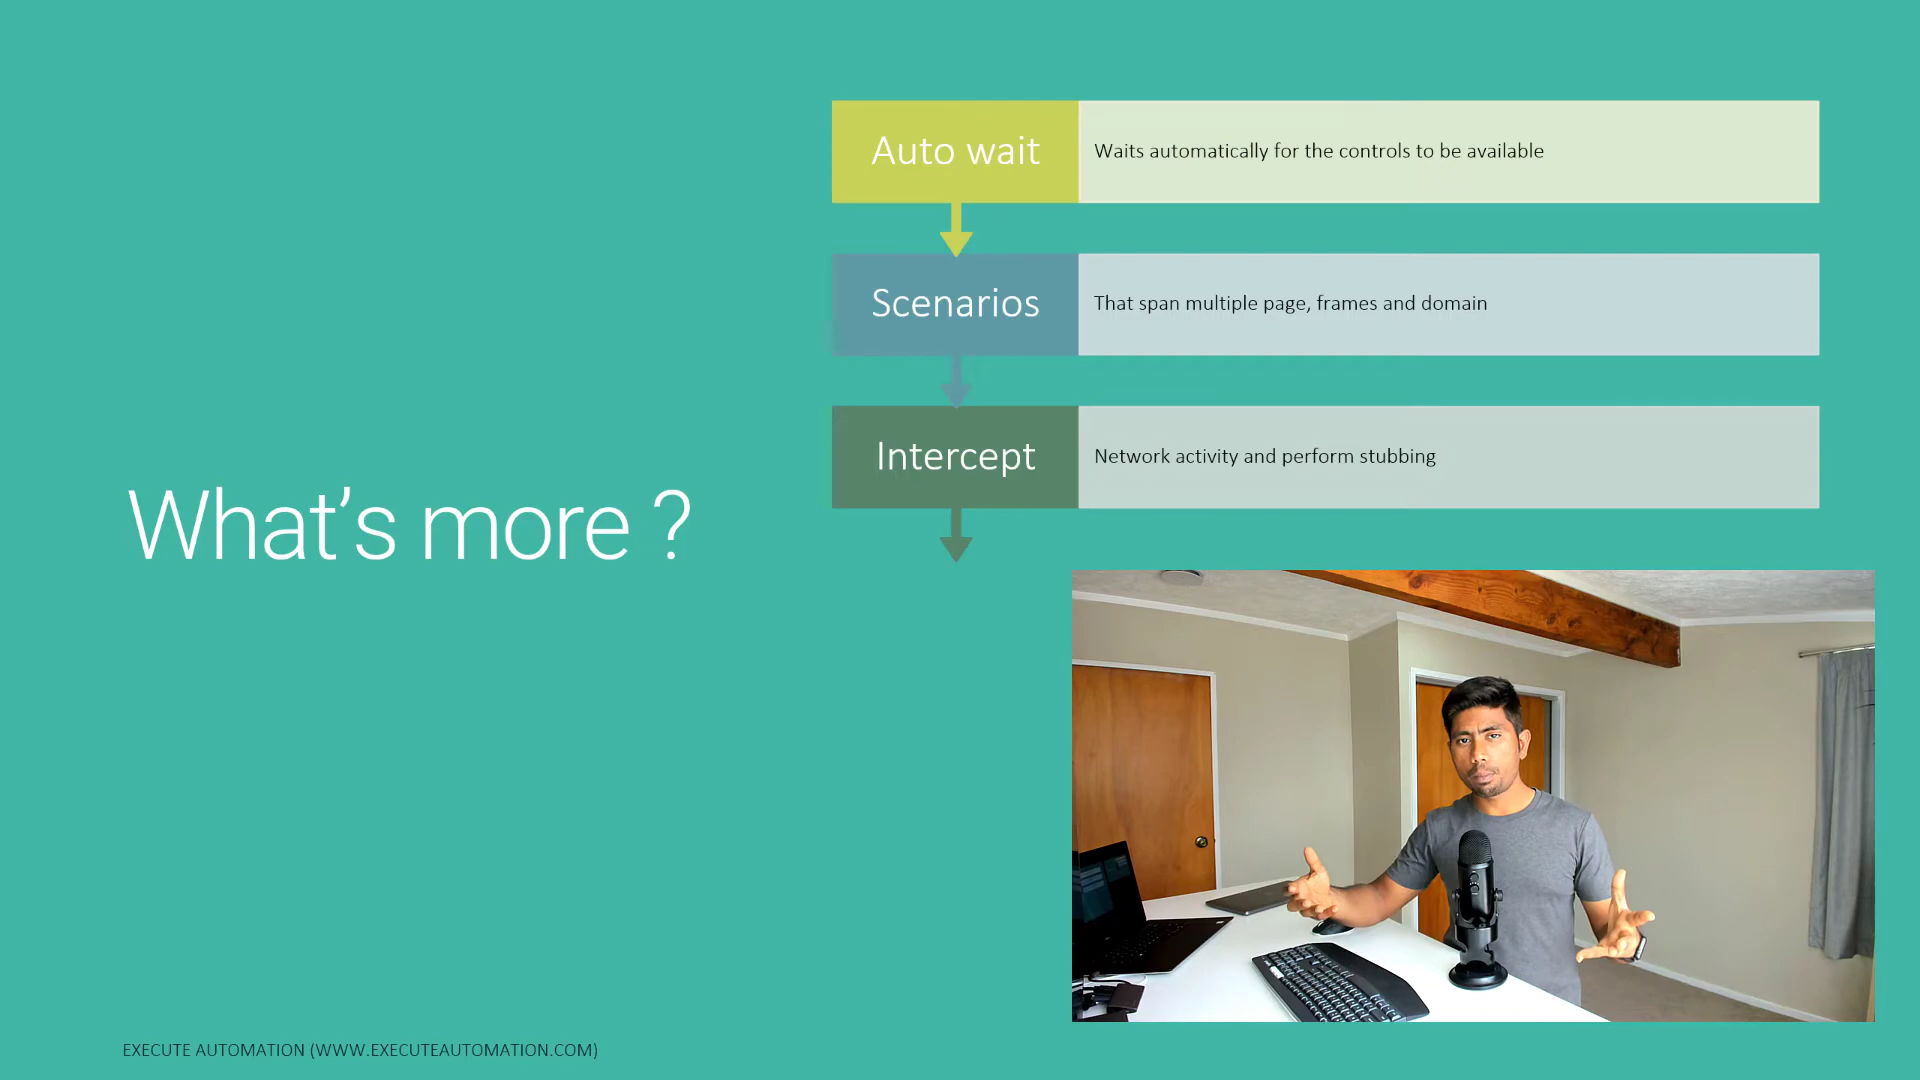 What's more ?
Auto wait
Waits automatically for the controls to be available
Scenarios
That span multiple page, frames and domain
Intercept
Network activity and perform stubbing
EXECUTE AUTOMATION (WWW.EXECUTEAUTOMATION.COM)